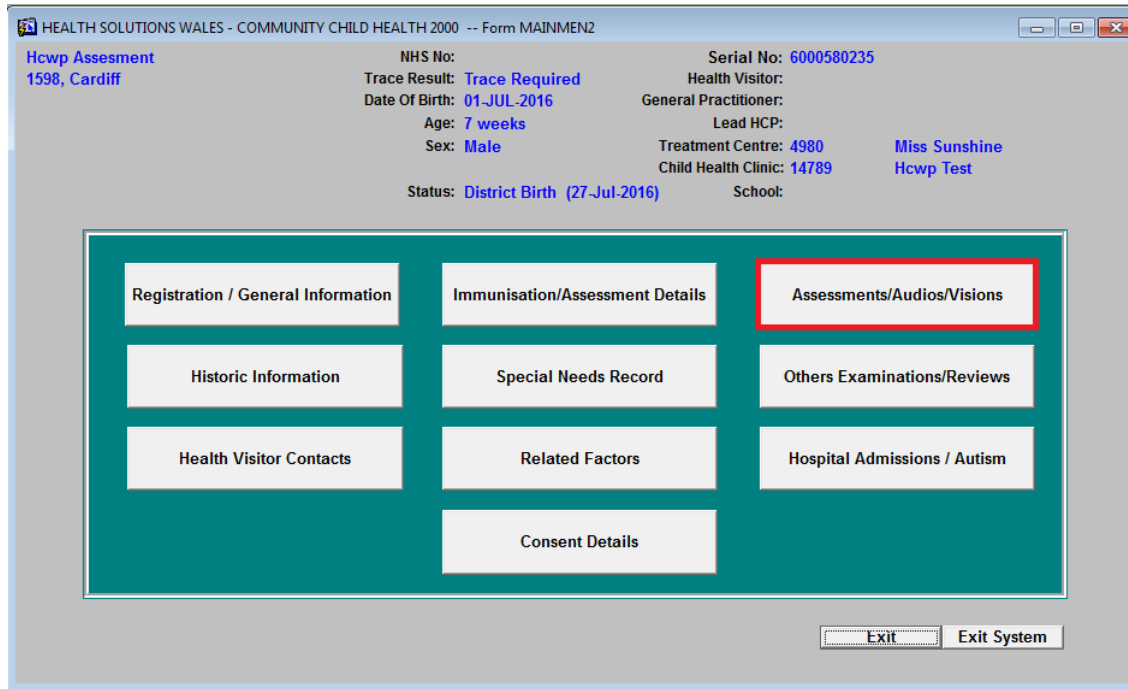 HEALTH SOLUTIONS WALES - COMMUNITY CHILD HEALTH 2000 -- Form MAINMEN2
Hcwp Assesment NHS No: Serial No: 6000580235
1598, Cardiff Trace Result: Trace Required Health Visitor:
Date Of Birth: 01-JUL-2016 General Practitioner:
Age: 7 weeks Lead HCP:
Sex: Male Treatment Centre: 4980 Miss Sunshine
Child Health Clinic: 14789 Hcwp Test
Status: District Birth (27-Jul-2016) School:
Registration / General Information Immunisation/Assessment Details Assessments/Audios/Visions
Historic Information Special Needs Record Others Examinations/Reviews
Health Visitor Contacts Related Factors Hospital Admissions / Autism
Consent Details
Exit Exit System